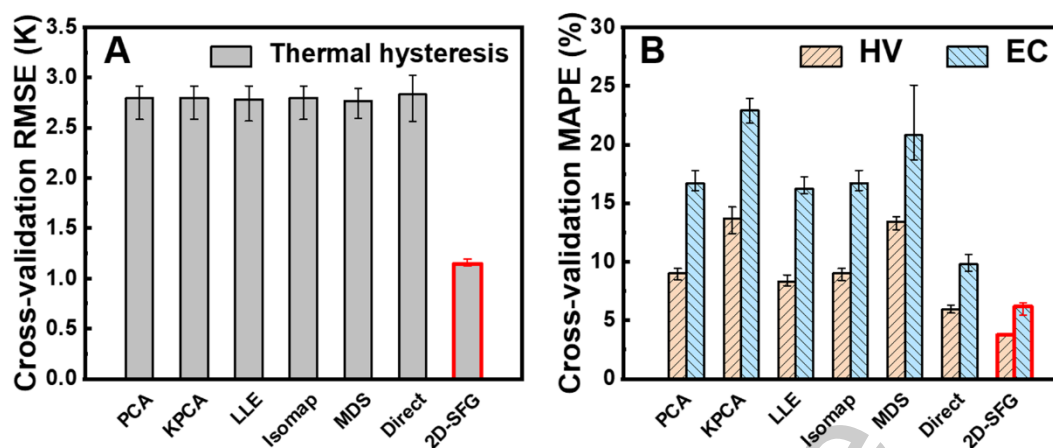 A
Thermal hysteresis
Cross-validation RMSE (K)
3.5
3.0
2.5
2.0
1.5
1.0
0.5
0.0
PCA
KPCA
LLE
Isomap
MDS
Direct
2D-SFG
B
HV
EC
Cross-validation MAPE (%)
30
25
20
15
10
5
0
PCA
KPCA
LLE
Isomap
MDS
Direct
2D-SFG